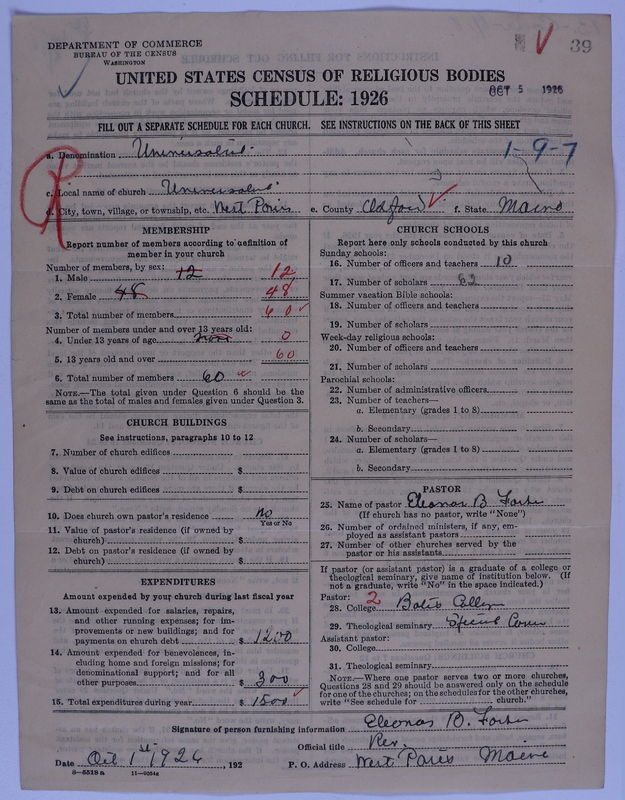 39
DEPARTMENT OF COMMERCE
BUREAU OF THE CENSUS
WASHINGTON
UNITED STATES CENSUS OF RELIGIOUS BODIES
SCHEDULE: 1926
OCT 5 1926
FILL OUT A SEPARATE SCHEDULE FOR EACH CHURCH. SEE INSTRUCTIONS ON THE BACK OF THIS SHEET
a. Denomination Universalist
1-9-7
c. Local name of church Universalist
d. City, town, village, or township, etc. West Paris e. County Oxford f. State Maine
MEMBERSHIP
Report number of members according to definition of
member in your church
Number of members, by sex:
1. Male 12 12
2. Female 48 48
3. Total number of members 60
Number of members under and over 13 years old:
4. Under 13 years of age none 0
5. 13 years old and over 60
6. Total number of members 60
NOTE.—The total given under Question 6 should be the
same as the total of males and females given under Question 3.
CHURCH BUILDINGS
See instructions, paragraphs 10 to 12
7. Number of church edifices
8. Value of church edifices $
9. Debt on church edifices $
10. Does church own pastor's residence No
Yes or No
11. Value of pastor's residence (if owned by
church) $
12. Debt on pastor's residence (if owned by
church) $
EXPENDITURES
Amount expended by your church during last fiscal year
13. Amount expended for salaries, repairs,
and other running expenses; for im-
provements or new buildings; and for
payments on church debt $ 1200
14. Amount expended for benevolences, in-
cluding home and foreign missions; for
denominational support; and for all
other purposes $ 300
15. Total expenditures during year $ 1500
CHURCH SCHOOLS
Report here only schools conducted by this church
Sunday schools:
16. Number of officers and teachers 10
17. Number of scholars 62
Summer vacation Bible schools:
18. Number of officers and teachers
19. Number of scholars
Week-day religious schools:
20. Number of officers and teachers
21. Number of scholars
Parochial schools:
22. Number of administrative officers
23. Number of teachers—
a. Elementary (grades 1 to 8)
b. Secondary
24. Number of scholars—
a. Elementary (grades 1 to 8)
b. Secondary
PASTOR
25. Name of pastor Eleonor B. Forbes
(If church has no pastor, write "None")
26. Number of ordained ministers, if any, em-
ployed as assistant pastors
27. Number of other churches served by the
pastor or his assistants
If pastor (or assistant pastor) is a graduate of a college or
theological seminary, give name of institution below. (If
not a graduate, write "No" in the space indicated.)
Pastor: 2
28. College Bates College
29. Theological seminary Special Course
Assistant pastor:
30. College
31. Theological seminary
NOTE.—Where one pastor serves two or more churches,
Questions 28 and 29 should be answered only on the schedule
for one of the churches; on the schedules for the other churches,
write "See schedule for church."
Signature of person furnishing information Eleonor B. Forbes
Official title Rev.
Date Oct 1st 1926, 192 P. O. Address West Paris Maine
8-5518 a 11-9054a